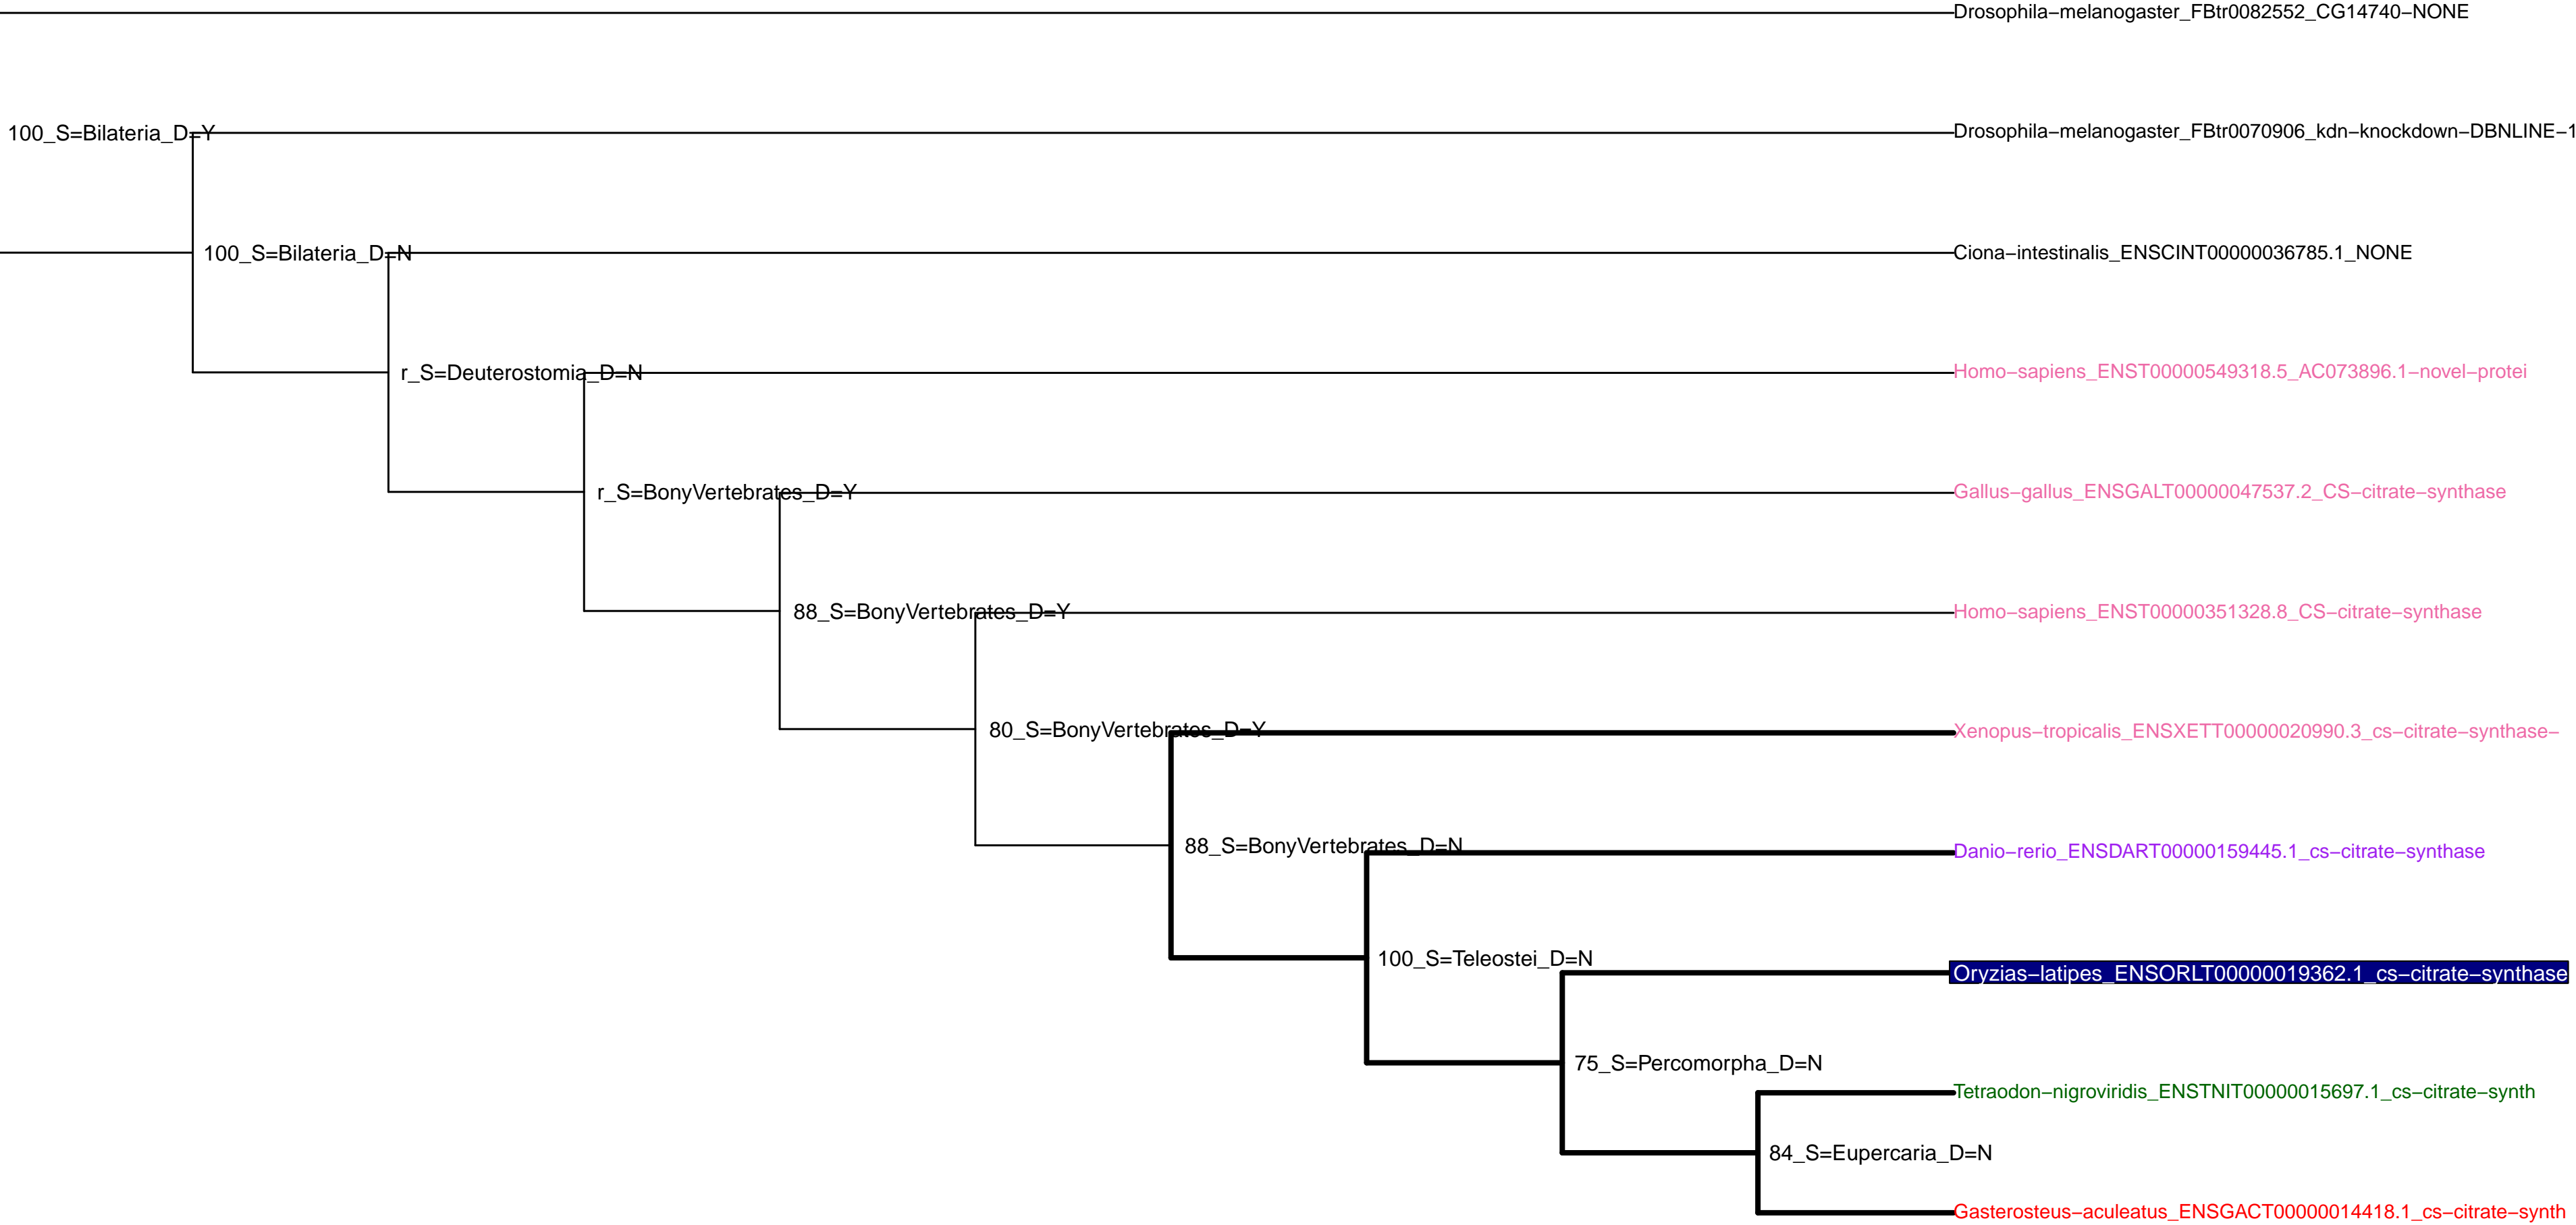 Drosophila−melanogaster_FBtr0082552_CG14740−NONE
100_S=Bilateria_D=Y
Drosophila−melanogaster_FBtr0070906_kdn−knockdown−DBNLINE−1
100_S=Bilateria_D=N
Ciona−intestinalis_ENSCINT00000036785.1_NONE
r_S=Deuterostomia_D=N
Homo−sapiens_ENST00000549318.5_AC073896.1−novel−protei
r_S=BonyVertebrates_D=Y
Gallus−gallus_ENSGALT00000047537.2_CS−citrate−synthase
88_S=BonyVertebrates_D=Y
Homo−sapiens_ENST00000351328.8_CS−citrate−synthase
80_S=BonyVertebrates_D=Y
Xenopus−tropicalis_ENSXETT00000020990.3_cs−citrate−synthase−
88_S=BonyVertebrates_D=N
Danio−rerio_ENSDART00000159445.1_cs−citrate−synthase
100_S=Teleostei_D=N
Oryzias−latipes_ENSORLT00000019362.1_cs−citrate−synthase
75_S=Percomorpha_D=N
Tetraodon−nigroviridis_ENSTNIT00000015697.1_cs−citrate−synth
84_S=Eupercaria_D=N
Gasterosteus−aculeatus_ENSGACT00000014418.1_cs−citrate−synth